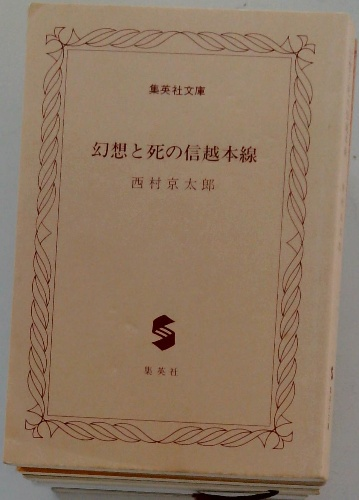 集英社文庫
幻想と死の信越本線
西村京太郎
集英社